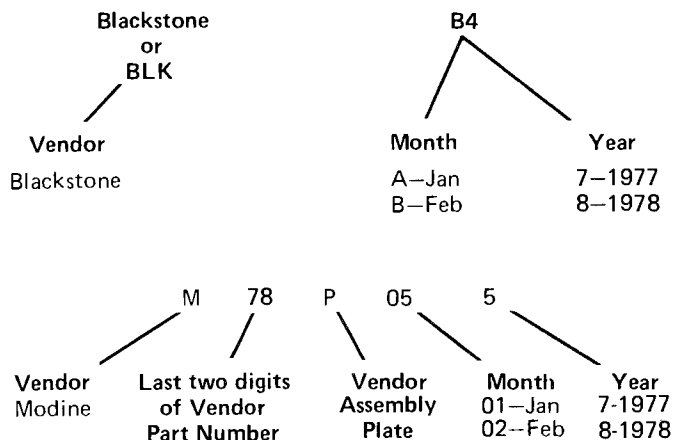 Blackstone
or
BLK
B4
Vendor
Blackstone
Month
A—Jan
B—Feb
Year
7—1977
8—1978
M 78 P 05 5
Vendor
Modine
Last two digits
of Vendor
Part Number
Vendor
Assembly
Plate
Month
01—Jan
02—Feb
Year
7-1977
8-1978